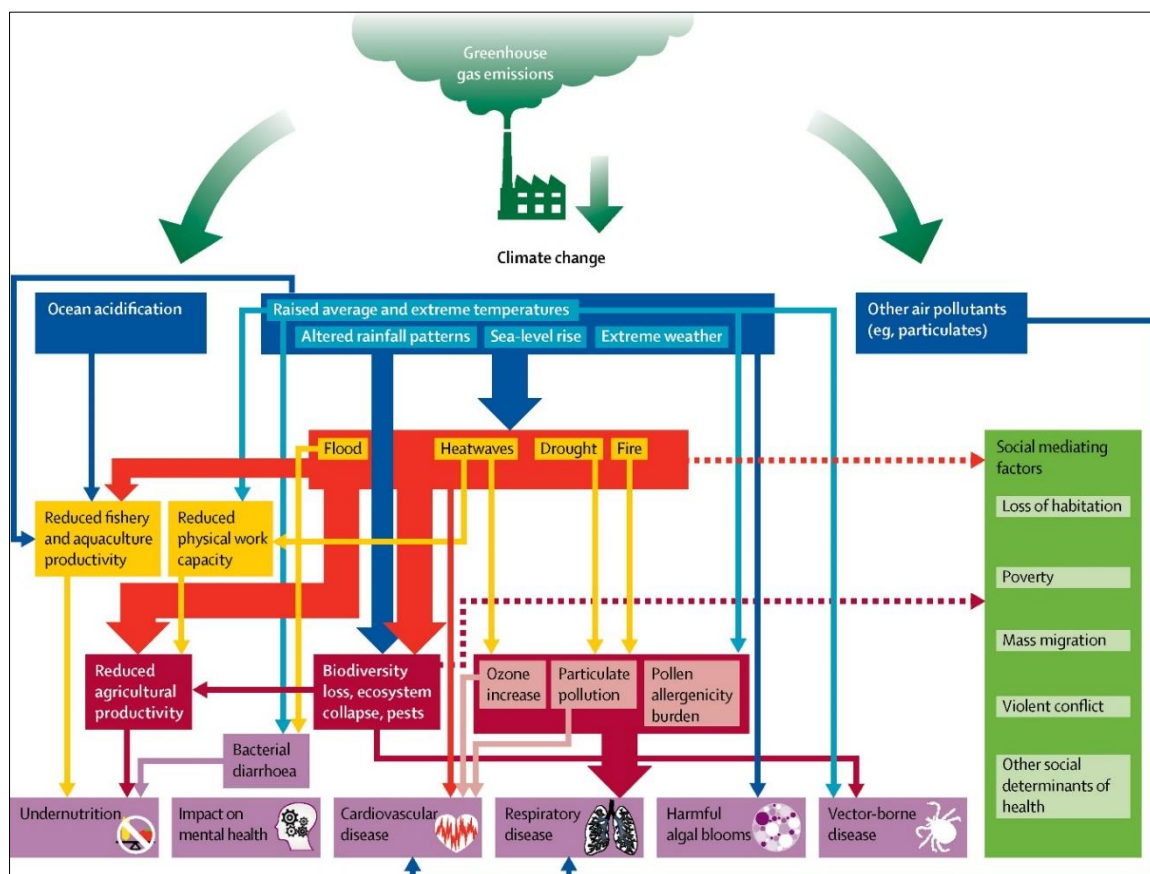 Greenhouse
gas emissions
Climate change
Ocean acidification
Raised average and extreme temperatures
Altered rainfall patterns
Sea-level rise
Extreme weather
Other air pollutants
(eg, particulates)
Flood
Heatwaves
Drought
Fire
Social mediating
factors
Loss of habitation
Poverty
Mass migration
Violent conflict
Other social
determinants of
health
Reduced fishery
and aquaculture
productivity
Reduced
physical work
capacity
Reduced
agricultural
productivity
Biodiversity
loss, ecosystem
collapse, pests
Ozone
increase
Particulate
pollution
Pollen
allergenicity
burden
Bacterial
diarrhoea
Undernutrition
Impact on
mental health
Cardiovascular
disease
Respiratory
disease
Harmful
algal blooms
Vector-borne
disease